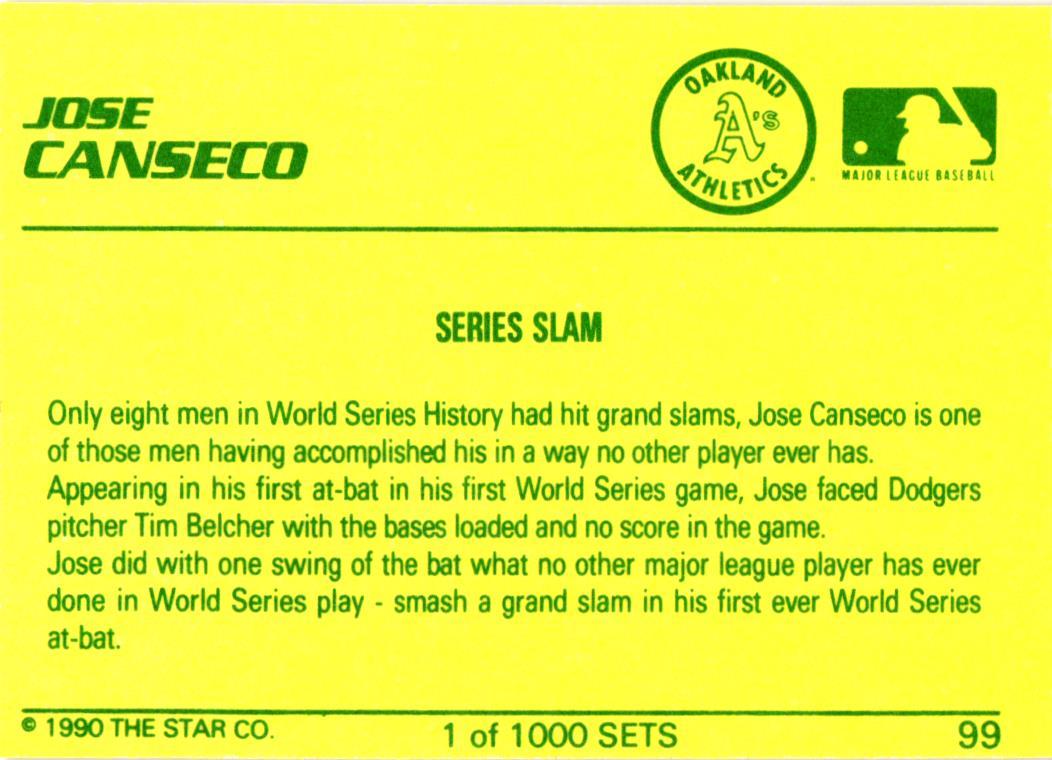 JOSE
CANSECO
OAKLAND
A's
ATHLETICS
MAJOR LEAGUE BASEBALL
SERIES SLAM
Only eight men in World Series History had hit grand slams, Jose Canseco is one
of those men having accomplished his in a way no other player ever has.
Appearing in his first at-bat in his first World Series game, Jose faced Dodgers
pitcher Tim Belcher with the bases loaded and no score in the game.
Jose did with one swing of the bat what no other major league player has ever
done in World Series play - smash a grand slam in his first ever World Series
at-bat.
© 1990 THE STAR CO.
1 of 1000 SETS
99